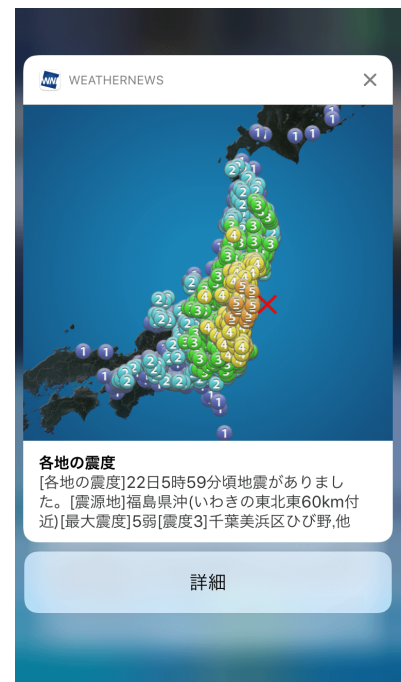 WEATHERNEWS
各地の震度
[各地の震度]22日5時59分頃地震がありまし
た。[震源地]福島県沖(いわきの東北東60km付
近)[最大震度]5弱[震度3]千葉美浜区ひび野,他
詳細